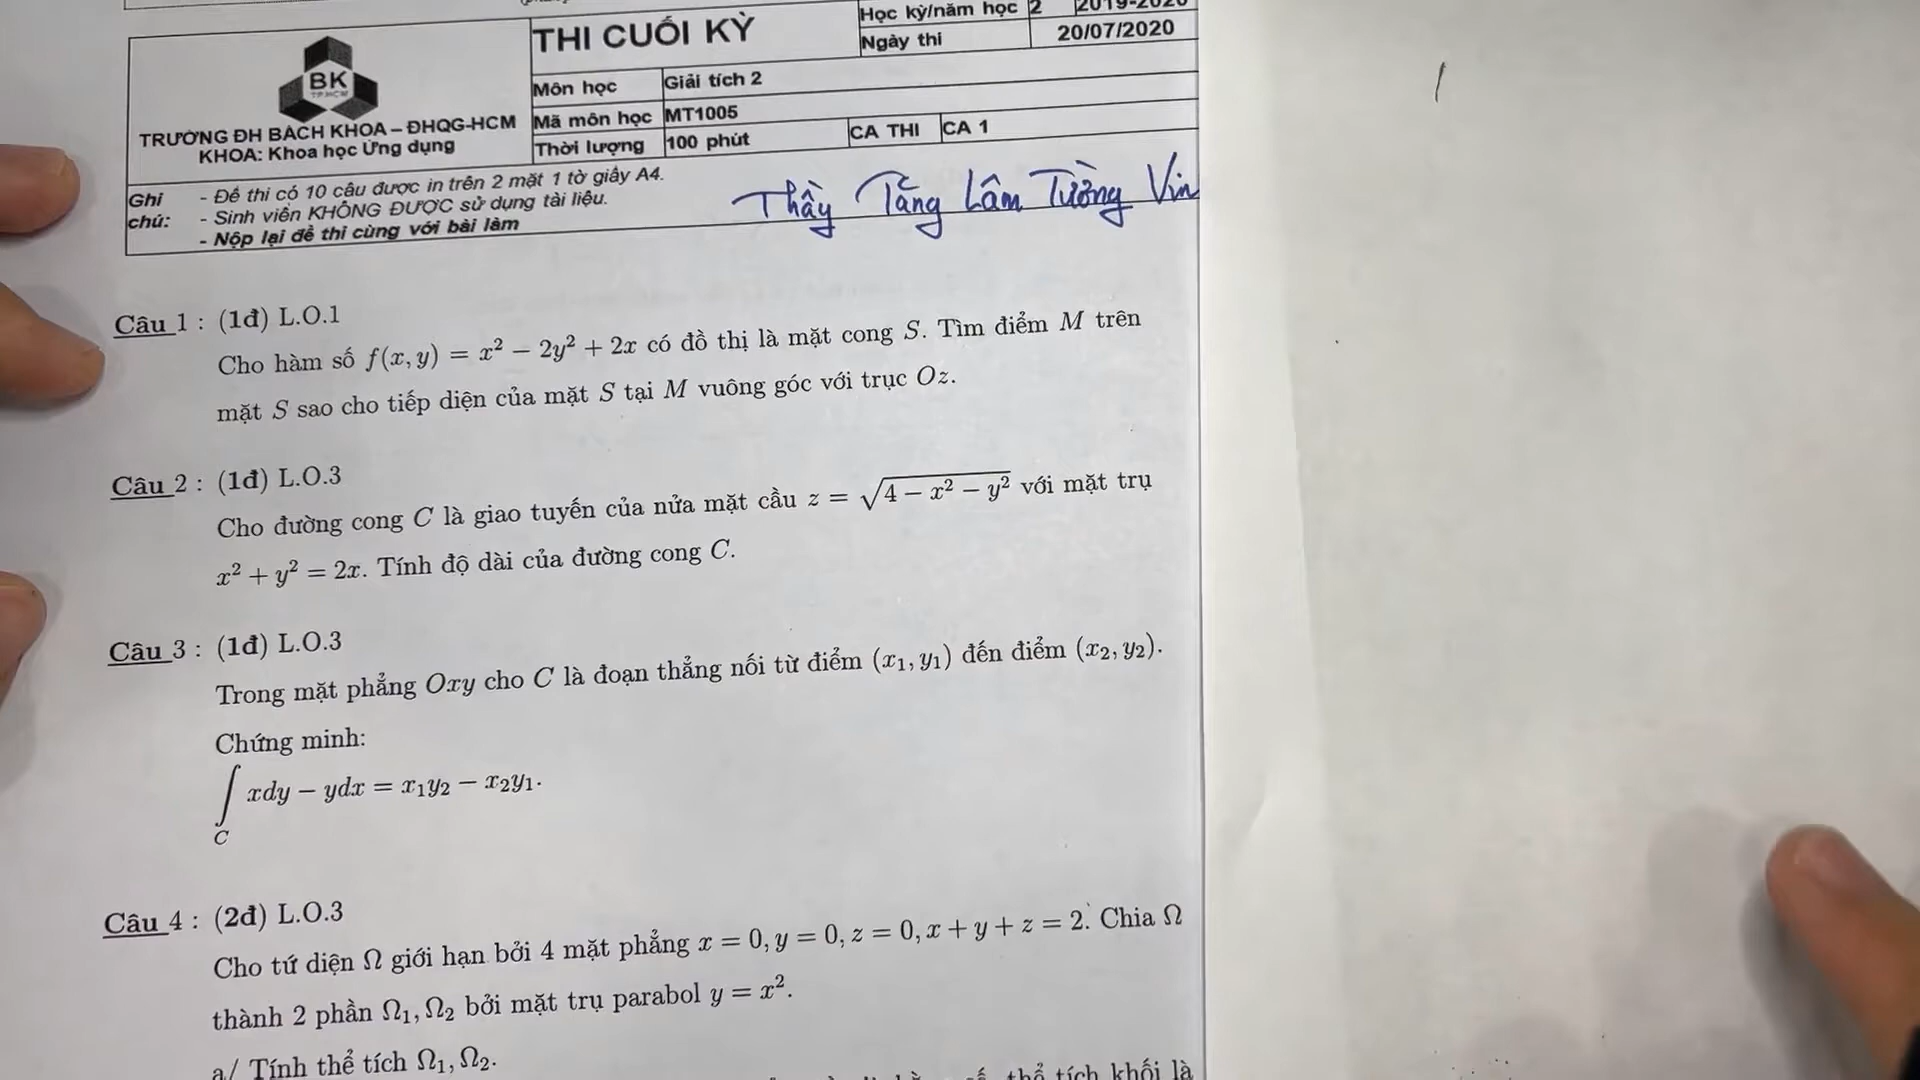 THI CUỐI KỲ
Học kỳ/năm học 2 2019-2020
Ngày thi 20/07/2020
BK
TP.HCM
TRƯỜNG ĐH BÁCH KHOA – ĐHQG-HCM
KHOA: Khoa học Ứng dụng
Môn học Giải tích 2
Mã môn học MT1005
Thời lượng 100 phút CA THI CA 1
Ghi chú:
- Đề thi có 10 câu được in trên 2 mặt 1 tờ giấy A4.
- Sinh viên KHÔNG ĐƯỢC sử dụng tài liệu.
- Nộp lại đề thi cùng với bài làm
Thầy Tăng Lâm Tường Vin
Câu 1 : (1đ) L.O.1
Cho hàm số f(x, y) = x² − 2y² + 2x có đồ thị là mặt cong S. Tìm điểm M trên
mặt S sao cho tiếp diện của mặt S tại M vuông góc với trục Oz.
Câu 2 : (1đ) L.O.3
Cho đường cong C là giao tuyến của nửa mặt cầu z = √(4 − x² − y²) với mặt trụ
x² + y² = 2x. Tính độ dài của đường cong C.
Câu 3 : (1đ) L.O.3
Trong mặt phẳng Oxy cho C là đoạn thẳng nối từ điểm (x₁, y₁) đến điểm (x₂, y₂).
Chứng minh:
∫ xdy − ydx = x₁y₂ − x₂y₁.
C
Câu 4 : (2đ) L.O.3
Cho tứ diện Ω giới hạn bởi 4 mặt phẳng x = 0, y = 0, z = 0, x + y + z = 2. Chia Ω
thành 2 phần Ω₁, Ω₂ bởi mặt trụ parabol y = x².
a/ Tính thể tích Ω₁, Ω₂.
thể tích khối là